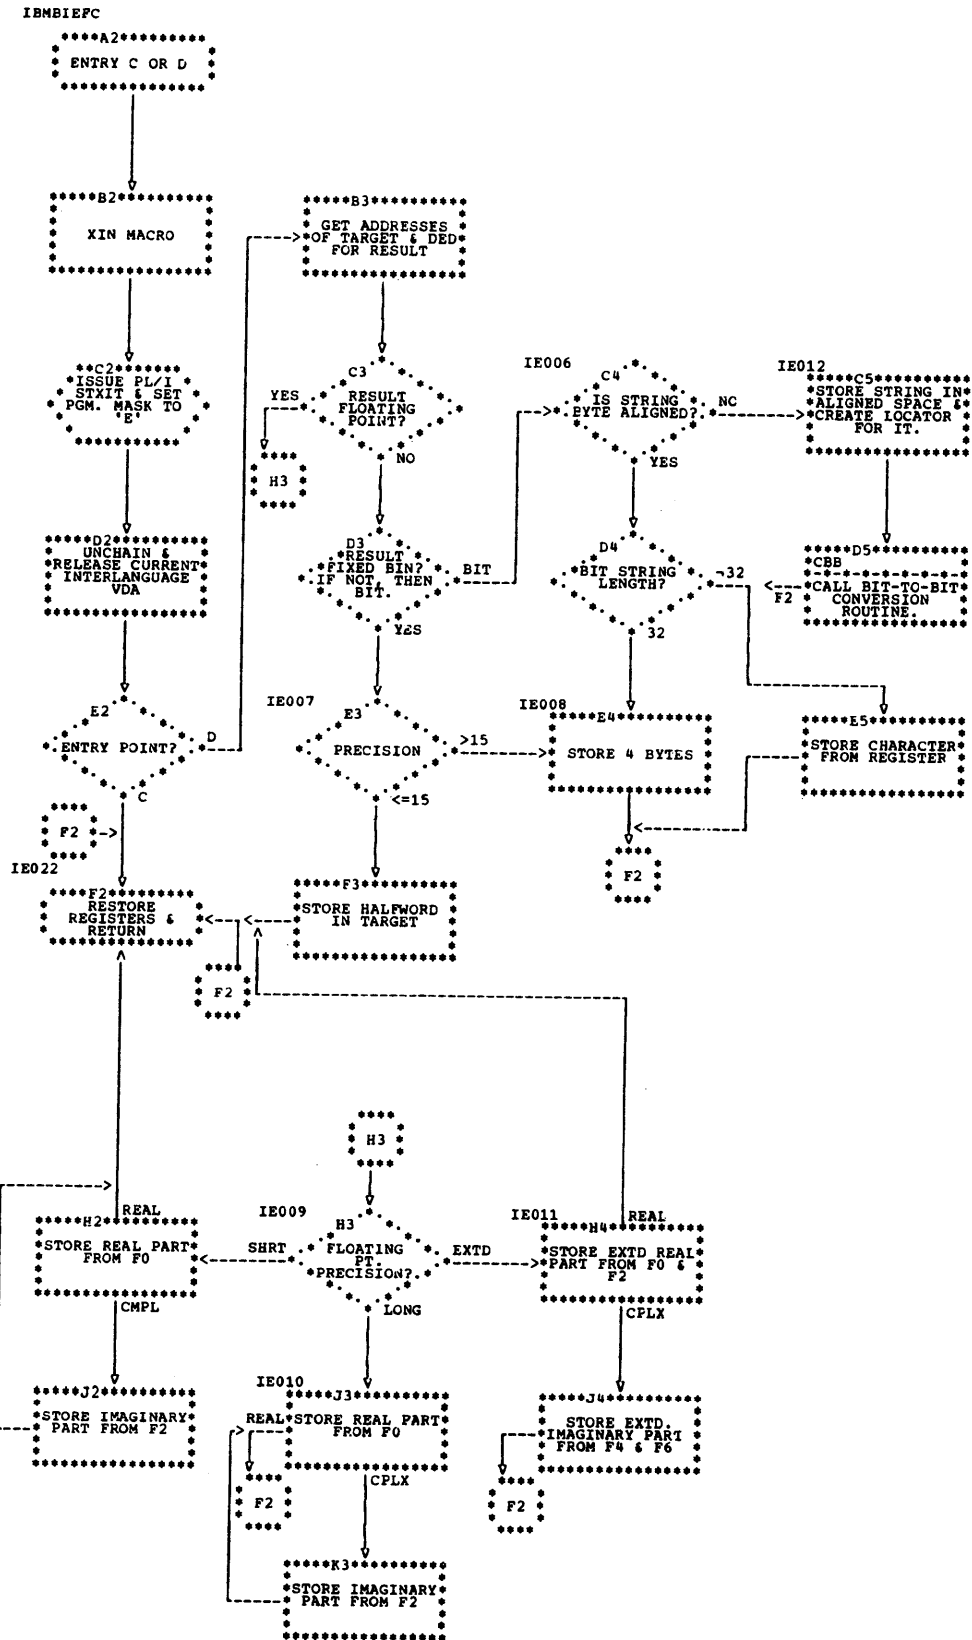 IBMBIEFC
A2
ENTRY C OR D
B2
XIN MACRO
B3
GET ADDRESSES
OF TARGET & DED
FOR RESULT
C2
ISSUE PL/I
STXIT & SET
PGM. MASK TO
'E'
C3
RESULT
FLOATING
POINT?
YES
NO
H3
IE006
C4
IS STRING
BYTE ALIGNED?
NC
YES
IE012
C5
STORE STRING IN
ALIGNED SPACE &
CREATE LOCATOR
FOR IT.
D2
UNCHAIN &
RELEASE CURRENT
INTERLANGUAGE
VDA
D3
RESULT
FIXED BIN?
IF NOT, THEN
BIT.
BIT
YES
D4
BIT STRING
LENGTH?
¬32
32
D5
CBB
CALL BIT-TO-BIT
CONVERSION
ROUTINE.
F2
E2
ENTRY POINT?
D
C
IE007
E3
PRECISION
>15
<=15
IE008
E4
STORE 4 BYTES
E5
STORE CHARACTER
FROM REGISTER
F2
F2
IE022
F2
RESTORE
REGISTERS &
RETURN
F3
STORE HALFWORD
IN TARGET
F2
H3
REAL
H2
STORE REAL PART
FROM F0
CMPL
IE009
H3
FLOATING
PT.
PRECISION?
SHRT
EXTD
LONG
IE011
REAL
H4
STORE EXTD REAL
PART FROM F0 &
F2
CPLX
J2
STORE IMAGINARY
PART FROM F2
IE010
J3
REAL
STORE REAL PART
FROM F0
CPLX
F2
J4
STORE EXTD.
IMAGINARY PART
FROM F4 & F6
F2
K3
STORE IMAGINARY
PART FROM F2